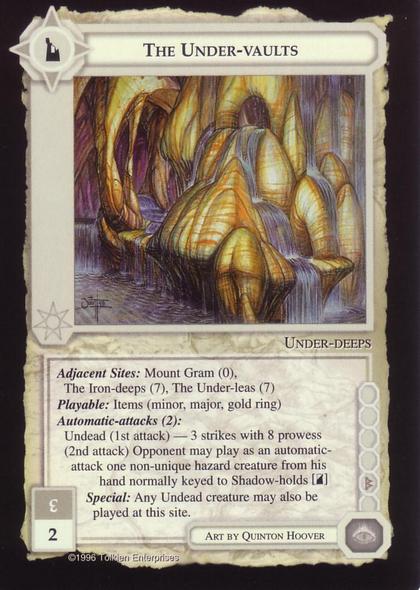 THE UNDER-VAULTS
UNDER-DEEPS
Adjacent Sites: Mount Gram (0),
The Iron-deeps (7), The Under-leas (7)
Playable: Items (minor, major, gold ring)
Automatic-attacks (2):
Undead (1st attack) — 3 strikes with 8 prowess
(2nd attack) Opponent may play as an automatic-
attack one non-unique hazard creature from his
hand normally keyed to Shadow-holds [ ]
Special: Any Undead creature may also be
played at this site.
2
ART BY QUINTON HOOVER
©1996 Tolkien Enterprises